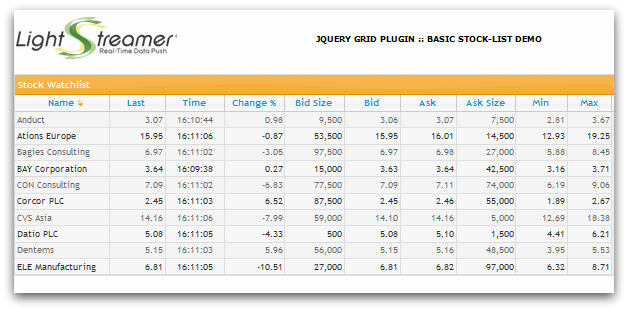 LightStreamer
Real-Time Data Push
JQUERY GRID PLUGIN :: BASIC STOCK-LIST DEMO
Stock Watchlist
Name Last Time Change % Bid Size Bid Ask Ask Size Min Max
Anduct 3.07 16:10:44 0.98 9,500 3.06 3.07 7,500 2.81 3.67
Ations Europe 15.95 16:11:06 -0.87 53,500 15.95 16.01 14,500 12.93 19.25
Bagies Consulting 6.97 16:11:02 -3.05 97,500 6.97 6.98 27,000 5.88 8.45
BAY Corporation 3.64 16:09:38 0.27 15,000 3.63 3.64 42,500 3.16 3.71
CON Consulting 7.09 16:11:02 -6.83 77,500 7.09 7.11 74,000 6.19 9.06
Corcor PLC 2.45 16:11:03 6.52 87,500 2.45 2.46 55,000 1.89 2.67
CVS Asia 14.16 16:11:06 -7.99 59,000 14.10 14.16 5,000 12.69 18.38
Datio PLC 5.08 16:11:05 -4.33 500 5.08 5.10 1,500 4.41 6.21
Dentems 5.15 16:11:03 5.96 56,000 5.15 5.16 48,500 3.95 5.53
ELE Manufacturing 6.81 16:11:05 -10.51 27,000 6.81 6.82 97,000 6.32 8.71